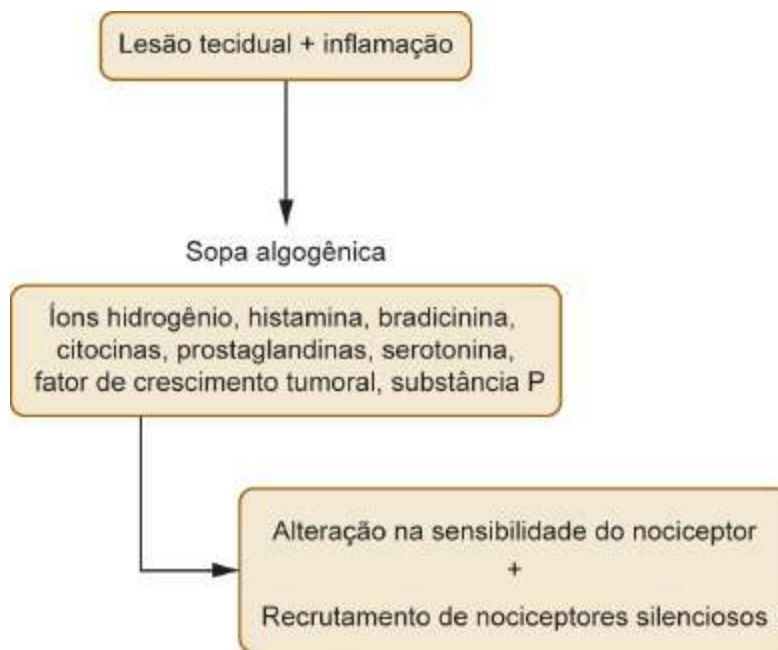 Lesão tecidual + inflamação
Sopa algogênica
Íons hidrogênio, histamina, bradicinina,
citocinas, prostaglandinas, serotonina,
fator de crescimento tumoral, substância P
Alteração na sensibilidade do nociceptor
+
Recrutamento de nociceptores silenciosos